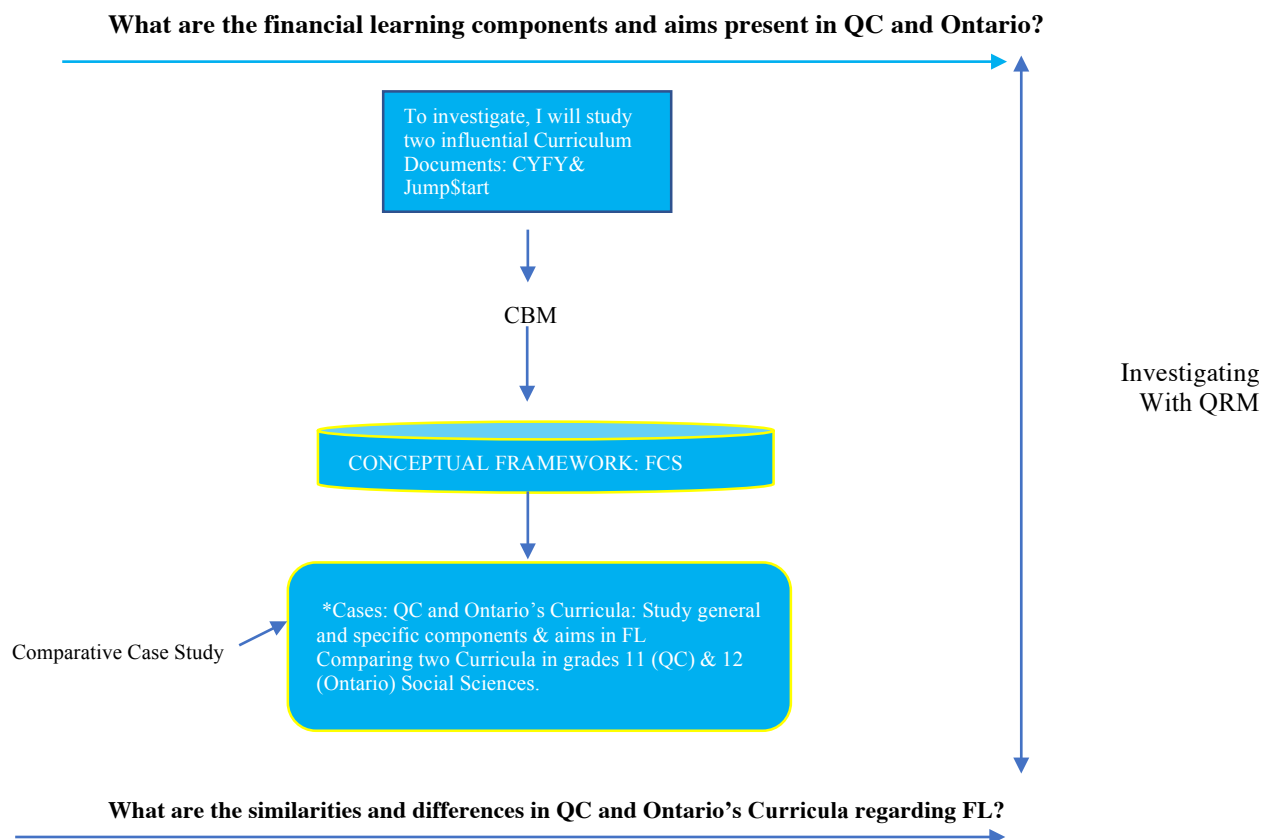 What are the financial learning components and aims present in QC and Ontario?
To investigate, I will study
two influential Curriculum
Documents: CYFY&
Jump$tart
CBM
Investigating
With QRM
CONCEPTUAL FRAMEWORK: FCS
*Cases: QC and Ontario's Curricula: Study general
and specific components & aims in FL
Comparing two Curricula in grades 11 (QC) & 12
(Ontario) Social Sciences.
Comparative Case Study
What are the similarities and differences in QC and Ontario's Curricula regarding FL?